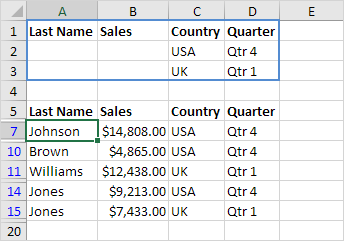 A B C D E
1 Last Name Sales Country Quarter
2 USA Qtr 4
3 UK Qtr 1
4
5 Last Name Sales Country Quarter
7 Johnson $14,808.00 USA Qtr 4
10 Brown $4,865.00 USA Qtr 4
11 Williams $12,438.00 UK Qtr 1
14 Jones $9,213.00 USA Qtr 4
15 Jones $7,433.00 UK Qtr 1
20